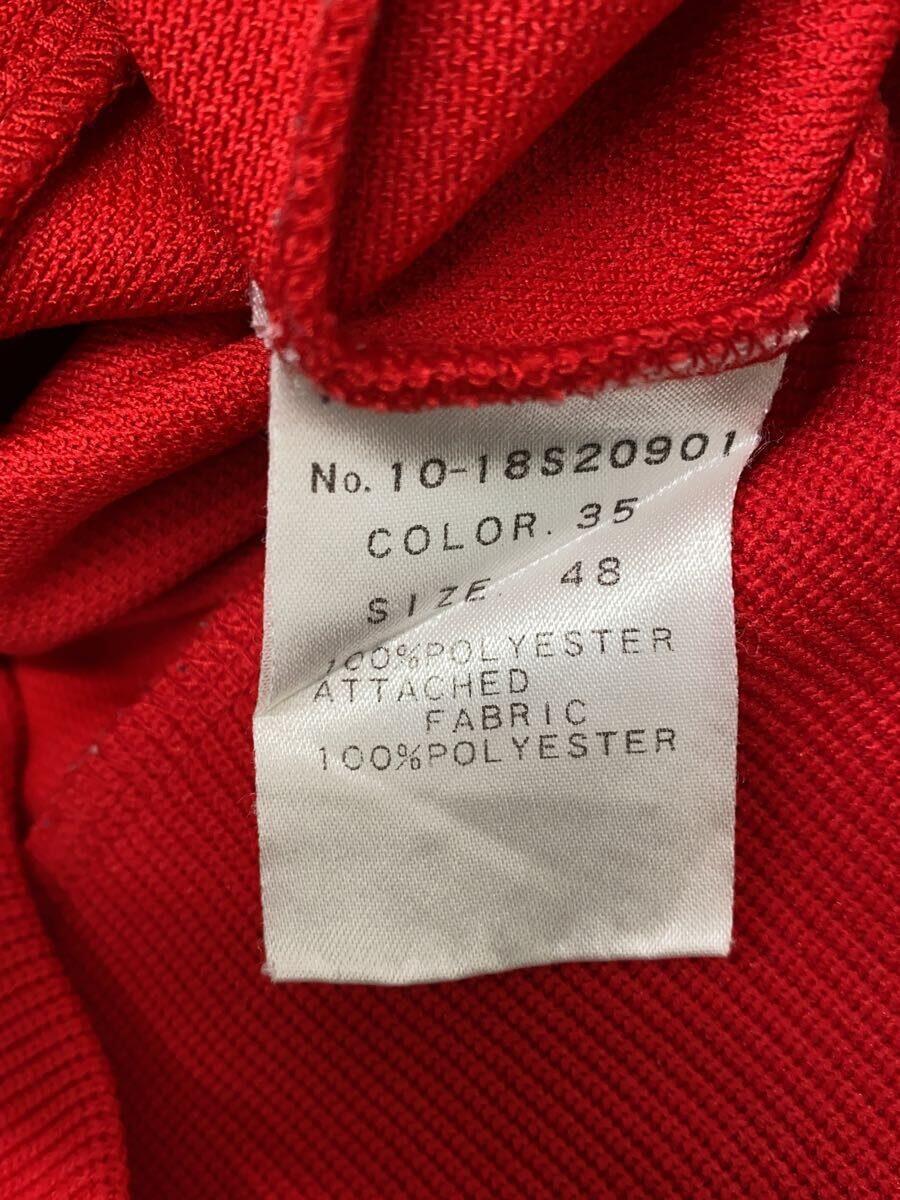 No. 10-18S20901
COLOR. 35
SIZE. 48
100%POLYESTER
ATTACHED
FABRIC
100%POLYESTER